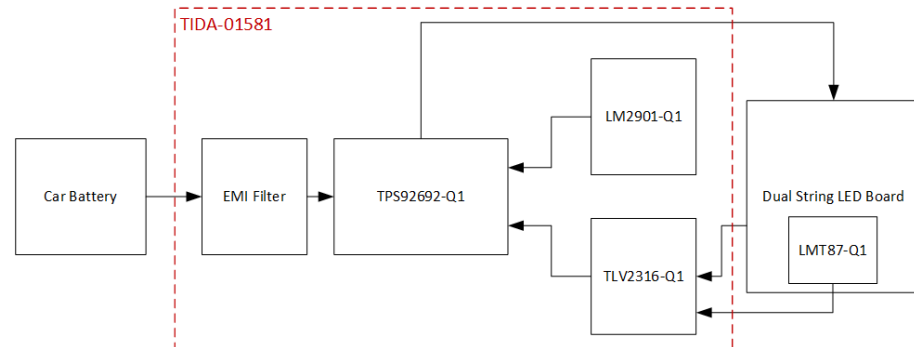 TIDA-01581
LM2901-Q1
Car Battery
EMI Filter
TPS92692-Q1
Dual String LED Board
LMT87-Q1
TLV2316-Q1